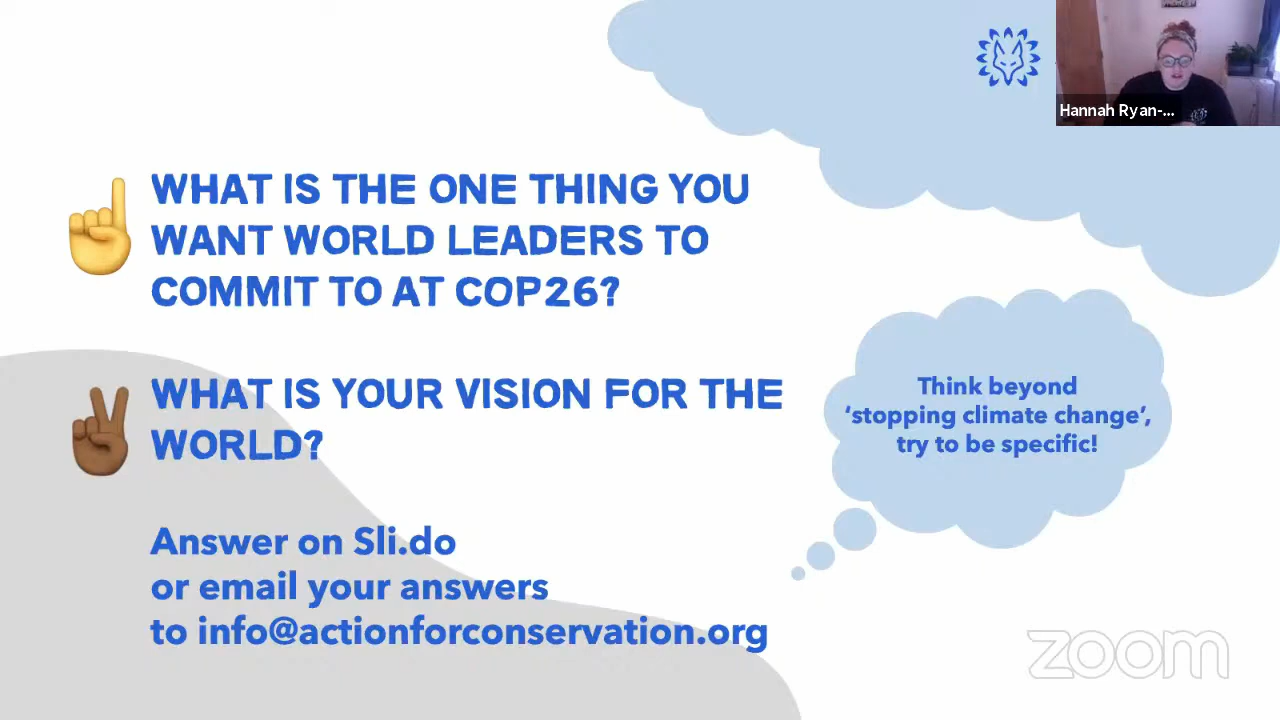 Hannah Ryan-...
WHAT IS THE ONE THING YOU
WANT WORLD LEADERS TO
COMMIT TO AT COP26?
WHAT IS YOUR VISION FOR THE
WORLD?
Think beyond
‘stopping climate change’,
try to be specific!
Answer on Sli.do
or email your answers
to info@actionforconservation.org
zoom